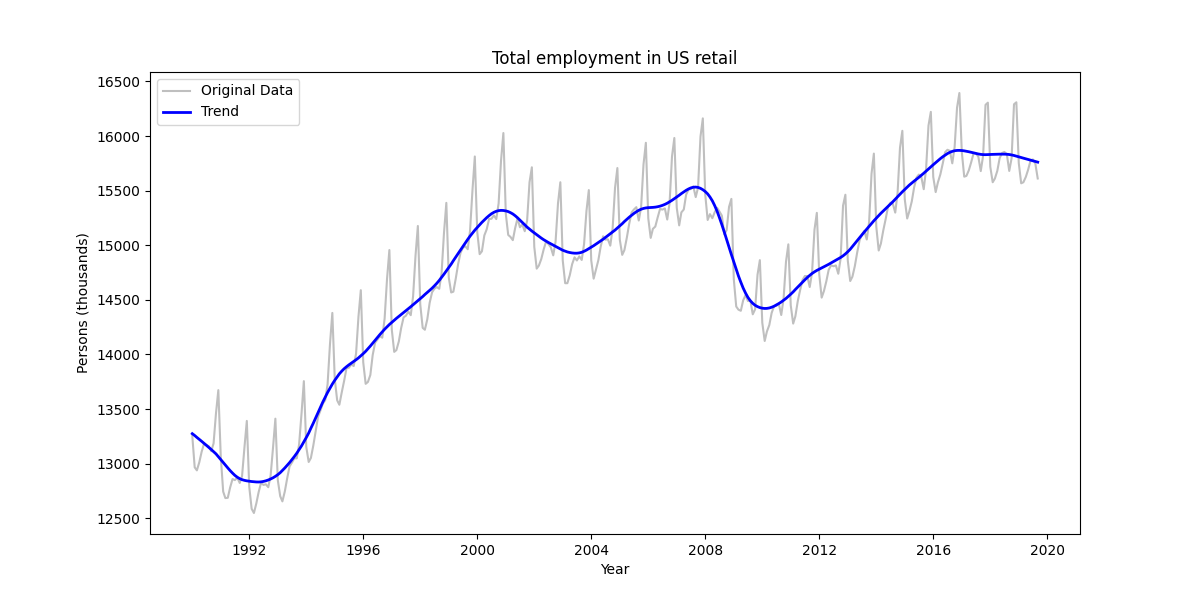 Total employment in US retail
Original Data
Trend
16500
16000
15500
15000
14500
14000
13500
13000
12500
Persons (thousands)
1992 1996 2000 2004 2008 2012 2016 2020
Year